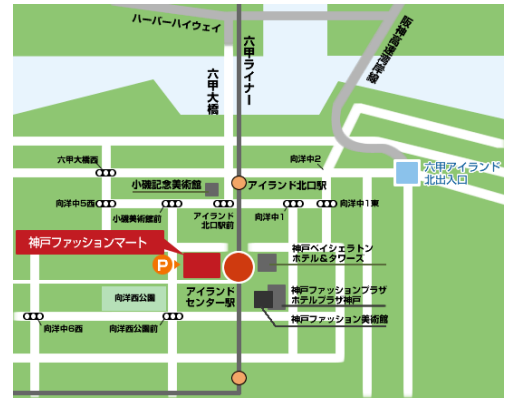 ハーバーハイウェイ
阪神高速湾岸線
六甲ライナー
六甲大橋
六甲大橋西
向洋中2
六甲アイランド
北出入口
小磯記念美術館
アイランド北口駅
向洋中5西
小磯美術館前
アイランド
北口駅前
向洋中1
向洋中1東
神戸ファッションマート
P
神戸ベイシェラトン
ホテル&タワーズ
向洋西公園
アイランド
センター駅
神戸ファッションプラザ
ホテルプラザ神戸
神戸ファッション美術館
向洋中6西
向洋西公園前